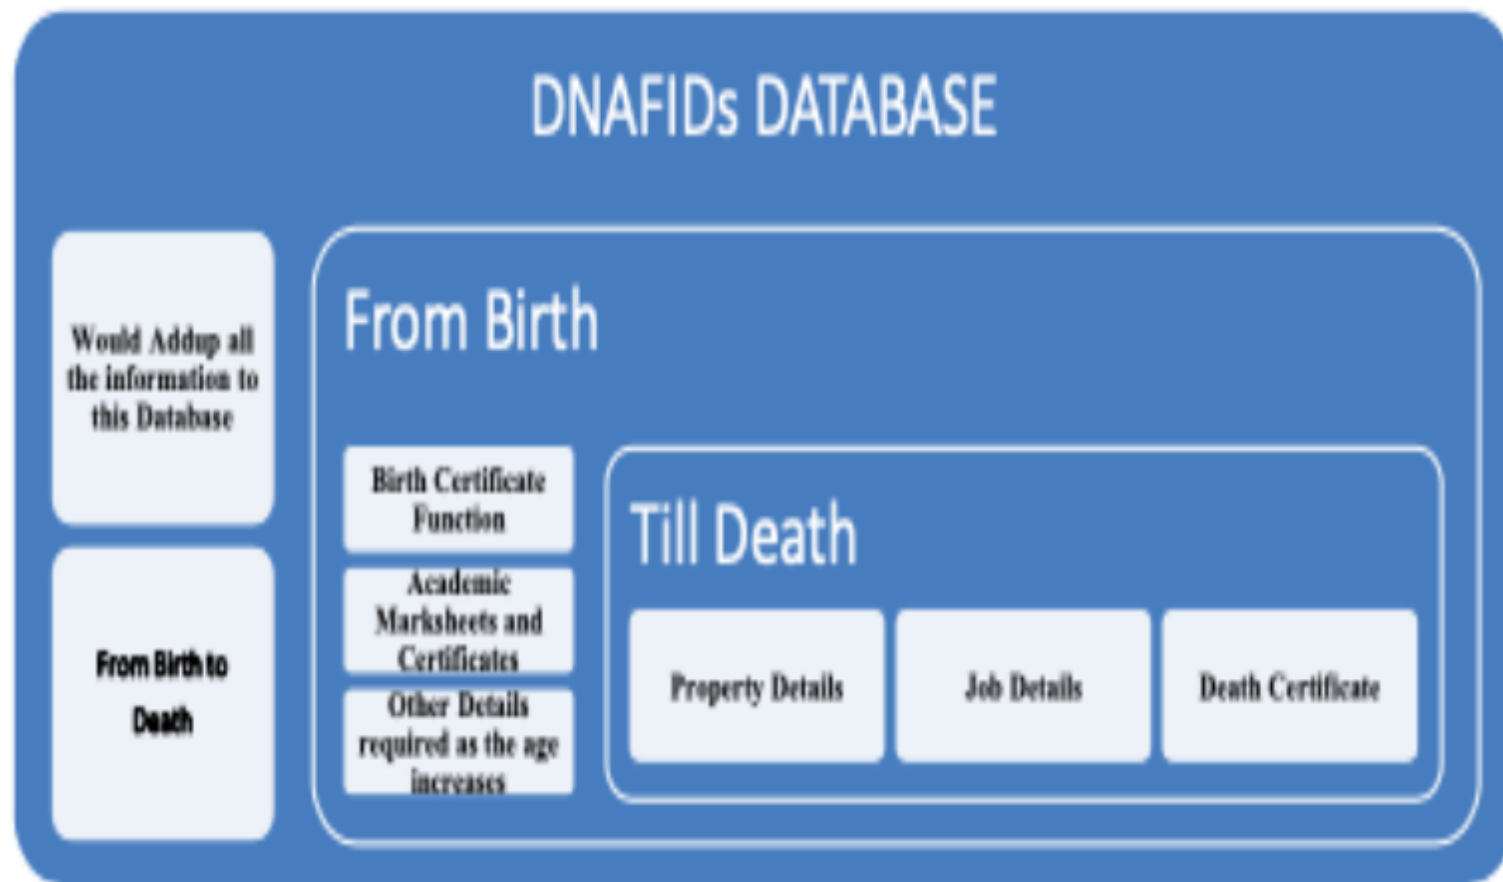 DNAFIDs DATABASE
Would Addup all
the information to
this Database
From Birth to
Death
From Birth
Birth Certificate
Function
Academic
Marksheets and
Certificates
Other Details
required as the age
increases
Till Death
Property Details
Job Details
Death Certificate